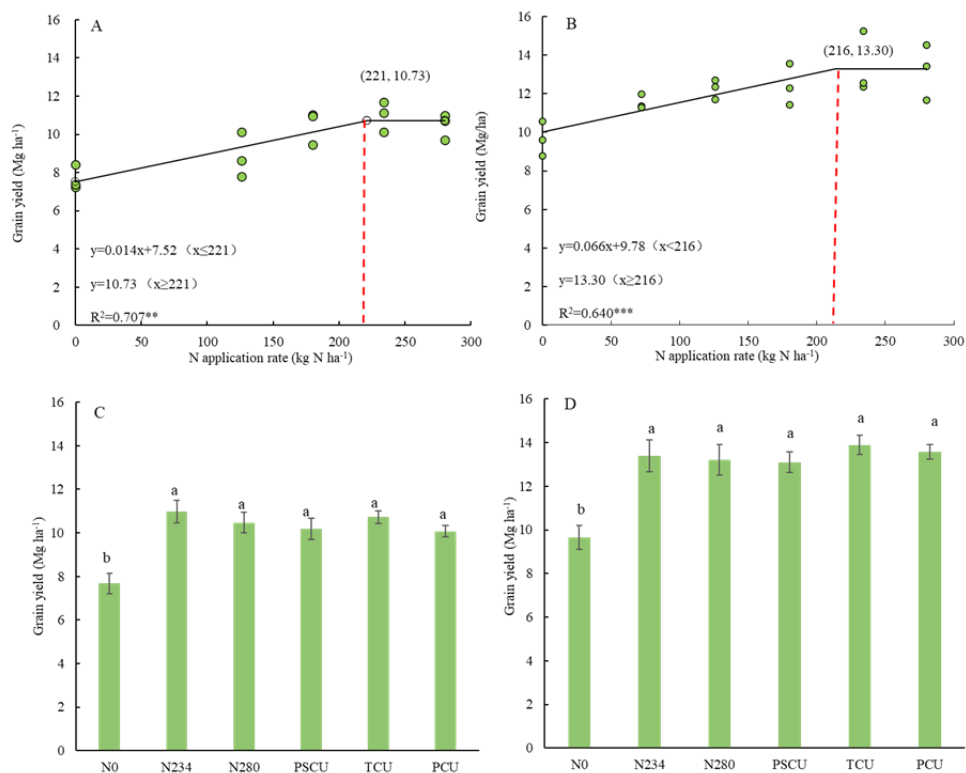 A
Grain yield (Mg ha⁻¹)
16
14
12
10
8
6
4
2
0
(221, 10.73)
y=0.014x+7.52（x≤221）
y=10.73（x≥221）
R²=0.707**
0 50 100 150 200 250 300
N application rate (kg N ha⁻¹)
B
Grain yield (Mg/ha)
16
14
12
10
8
6
4
2
0
(216, 13.30)
y=0.066x+9.78（x<216）
y=13.30（x≥216）
R²=0.640***
0 50 100 150 200 250 300
N application rate (kg N ha⁻¹)
C
Grain yield (Mg ha⁻¹)
16
14
12
10
8
6
4
2
0
b a a a a a
N0 N234 N280 PSCU TCU PCU
D
Grain yield (Mg ha⁻¹)
16
14
12
10
8
6
4
2
0
b a a a a a
N0 N234 N280 PSCU TCU PCU